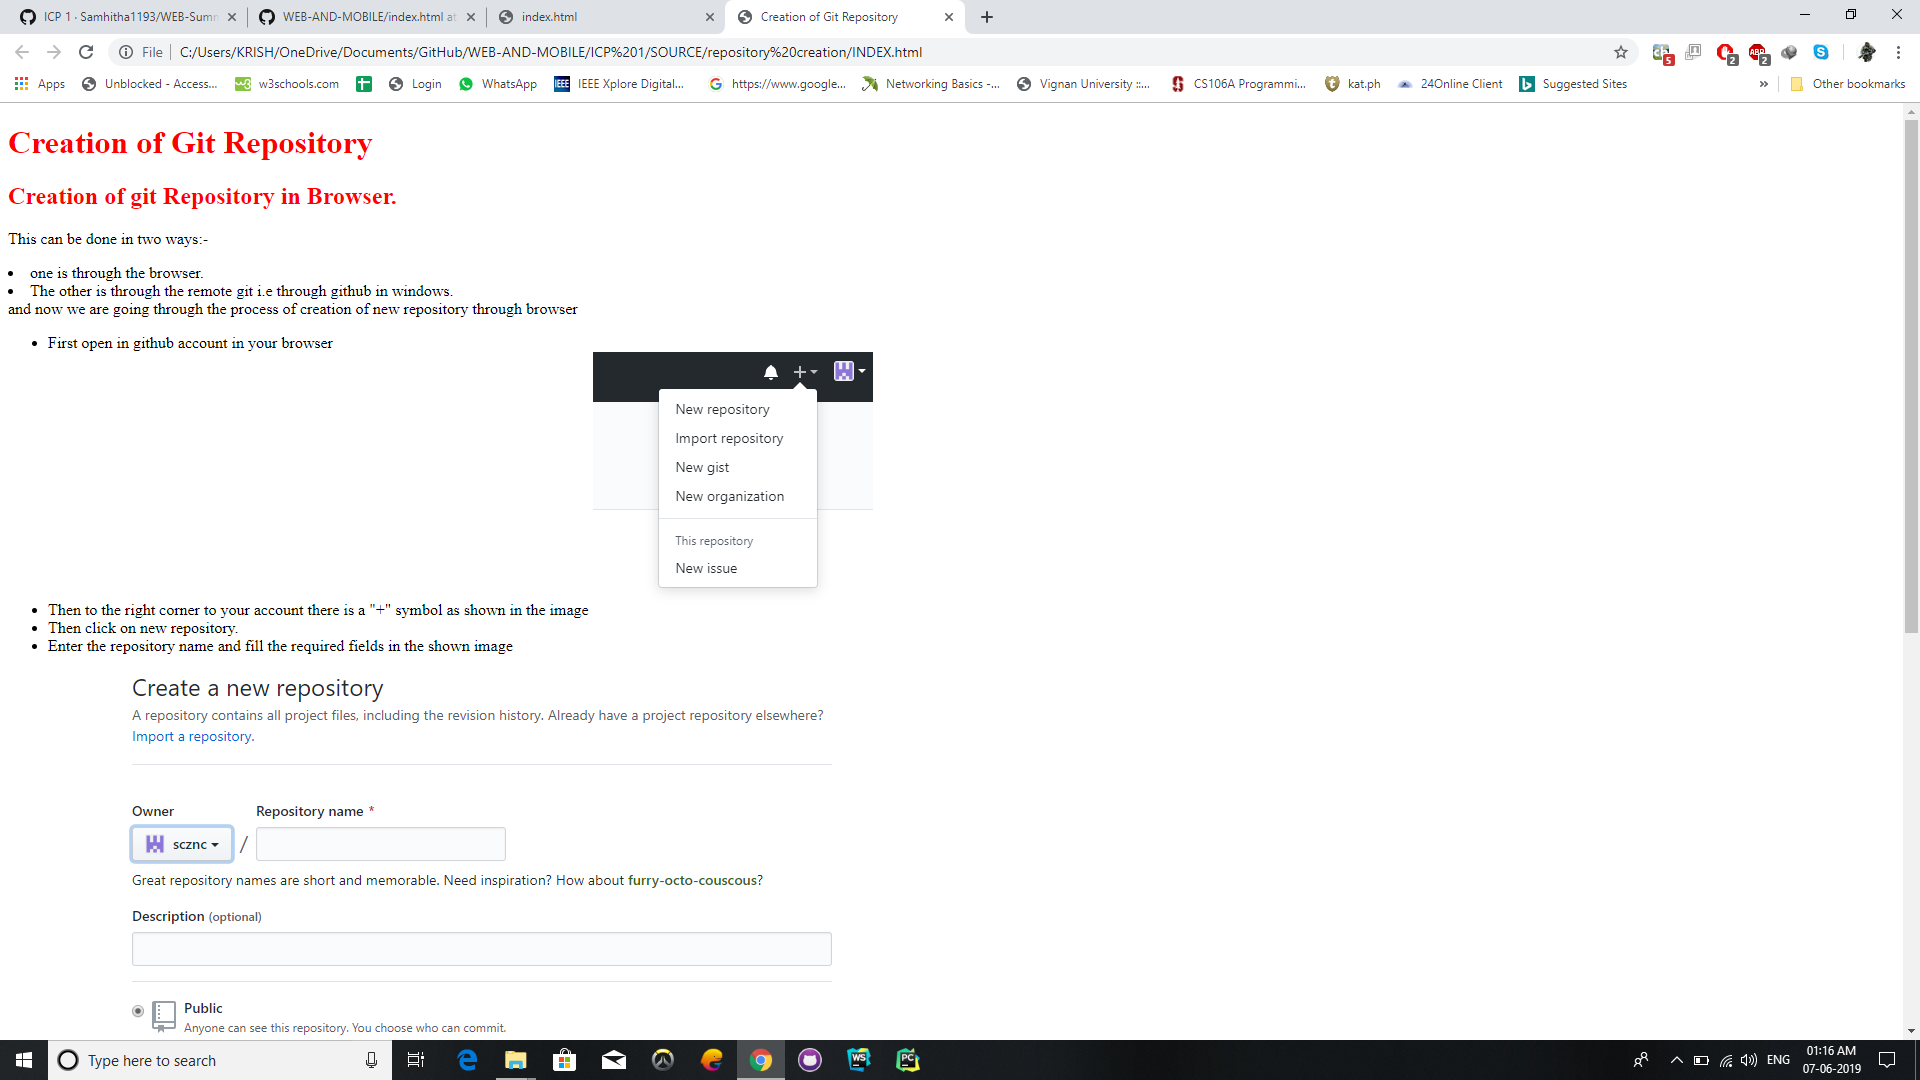 ICP 1 · Samhitha1193/WEB-Summ
WEB-AND-MOBILE/index.html at
index.html
Creation of Git Repository
File
C:/Users/KRISH/OneDrive/Documents/GitHub/WEB-AND-MOBILE/ICP%201/SOURCE/repository%20creation/INDEX.html
5
2
ABP
2
Apps
Unblocked - Access...
w3schools.com
Login
WhatsApp
IEEE Xplore Digital...
https://www.google...
Networking Basics -...
Vignan University ::...
CS106A Programmi...
kat.ph
24Online Client
Suggested Sites
»
Other bookmarks
Creation of Git Repository
Creation of git Repository in Browser.
This can be done in two ways:-
• one is through the browser.
• The other is through the remote git i.e through github in windows.
and now we are going through the process of creation of new repository through browser
• First open in github account in your browser
New repository
Import repository
New gist
New organization
This repository
New issue
• Then to the right corner to your account there is a "+" symbol as shown in the image
• Then click on new repository.
• Enter the repository name and fill the required fields in the shown image
Create a new repository
A repository contains all project files, including the revision history. Already have a project repository elsewhere?
Import a repository.
Owner
Repository name *
scznc
/
Great repository names are short and memorable. Need inspiration? How about furry-octo-couscous?
Description (optional)
Public
Anyone can see this repository. You choose who can commit.
Type here to search
WS
PC
ENG
01:16 AM
07-06-2019